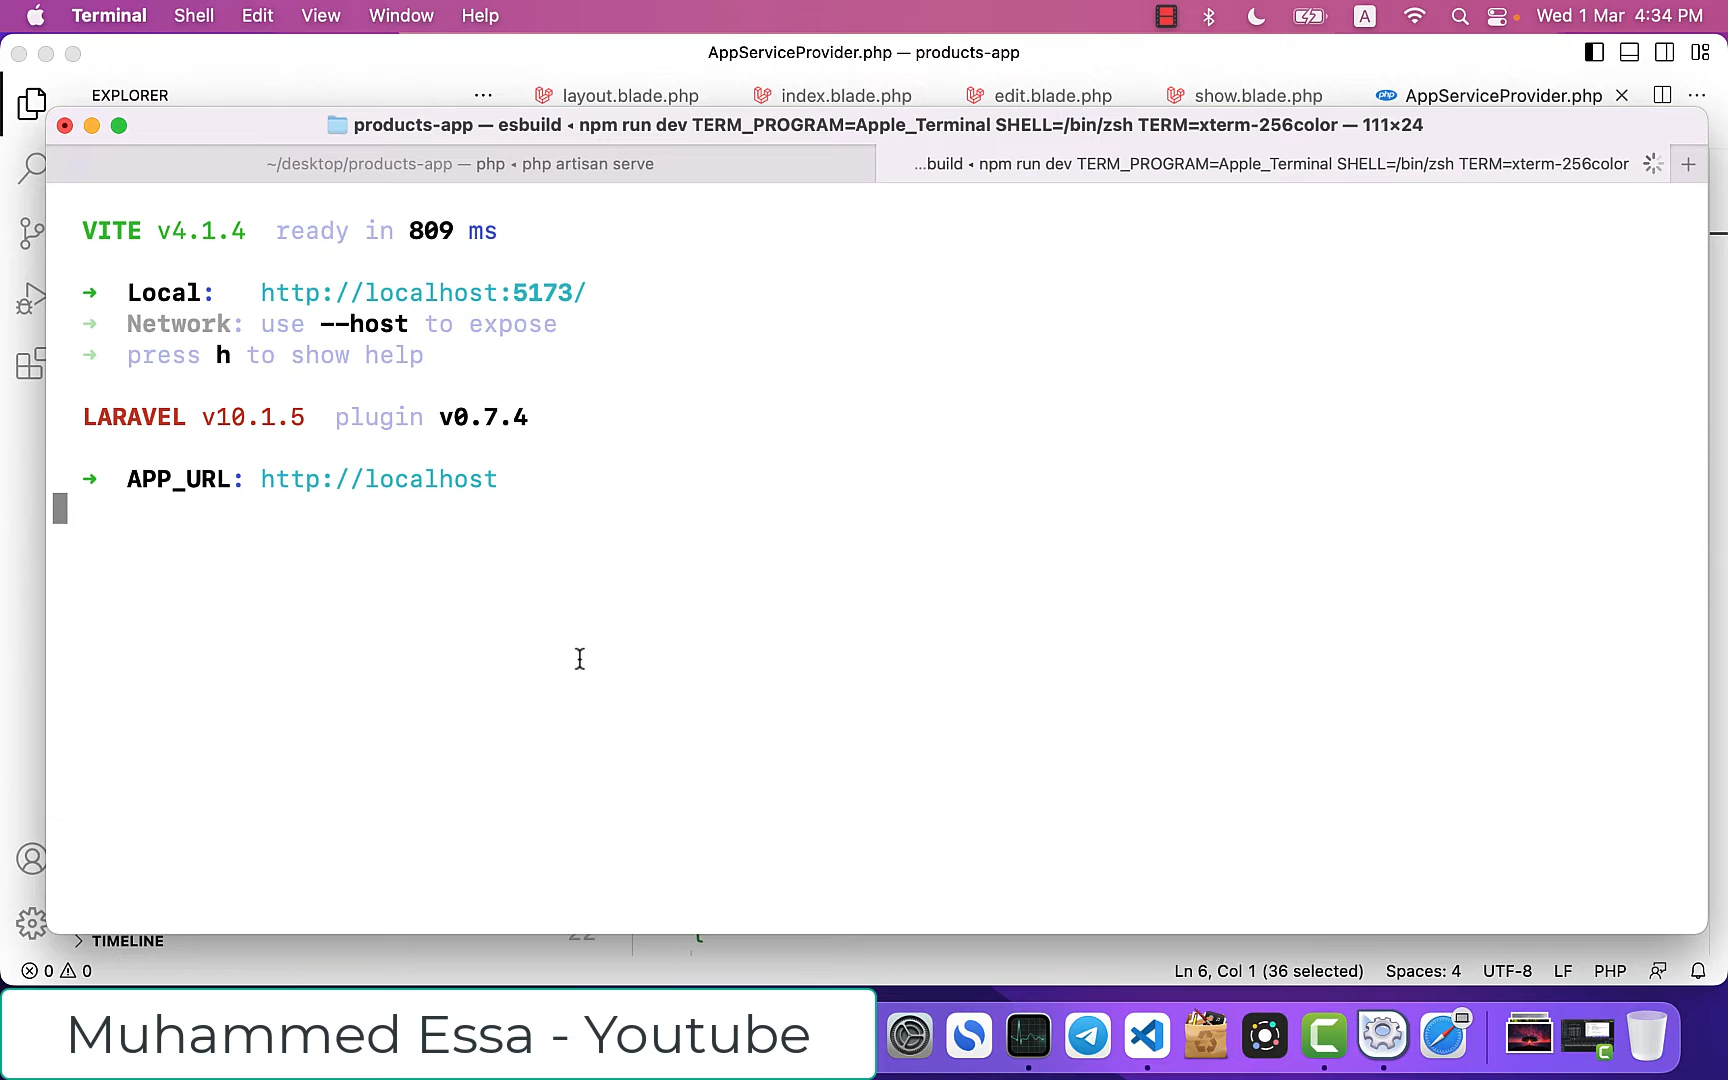 Terminal Shell Edit View Window Help A Wed 1 Mar 4:34 PM
AppServiceProvider.php — products-app
EXPLORER ··· layout.blade.php index.blade.php edit.blade.php show.blade.php php AppServiceProvider.php ···
products-app — esbuild ◂ npm run dev TERM_PROGRAM=Apple_Terminal SHELL=/bin/zsh TERM=xterm-256color — 111×24
~/desktop/products-app — php ◂ php artisan serve ...build ◂ npm run dev TERM_PROGRAM=Apple_Terminal SHELL=/bin/zsh TERM=xterm-256color
VITE v4.1.4 ready in 809 ms
➜ Local: http://localhost:5173/
➜ Network: use --host to expose
➜ press h to show help
LARAVEL v10.1.5 plugin v0.7.4
➜ APP_URL: http://localhost
TIMELINE
0 0 Ln 6, Col 1 (36 selected) Spaces: 4 UTF-8 LF PHP
Muhammed Essa - Youtube